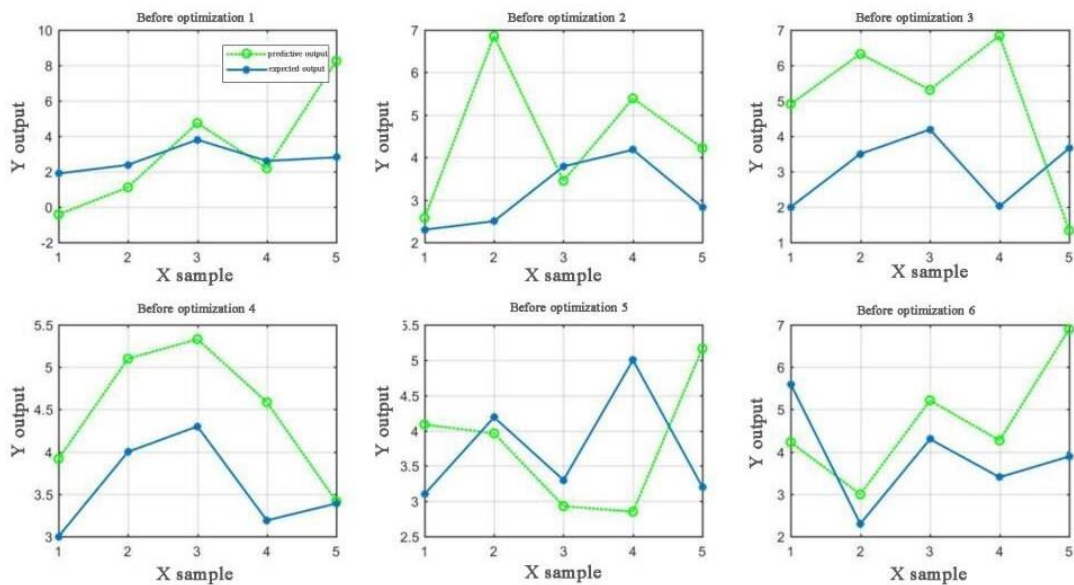 Before optimization 1
10
8
6
4
2
0
-2
Y output
predictive output
expected output
1 2 3 4 5
X sample
Before optimization 2
7
6
5
4
3
2
Y output
1 2 3 4 5
X sample
Before optimization 3
7
6
5
4
3
2
1
Y output
1 2 3 4 5
X sample
Before optimization 4
5.5
5
4.5
4
3.5
3
Y output
1 2 3 4 5
X sample
Before optimization 5
5
4.5
4
3.5
3
2.5
Y output
1 2 3 4 5
X sample
Before optimization 6
7
6
5
4
3
2
Y output
1 2 3 4 5
X sample